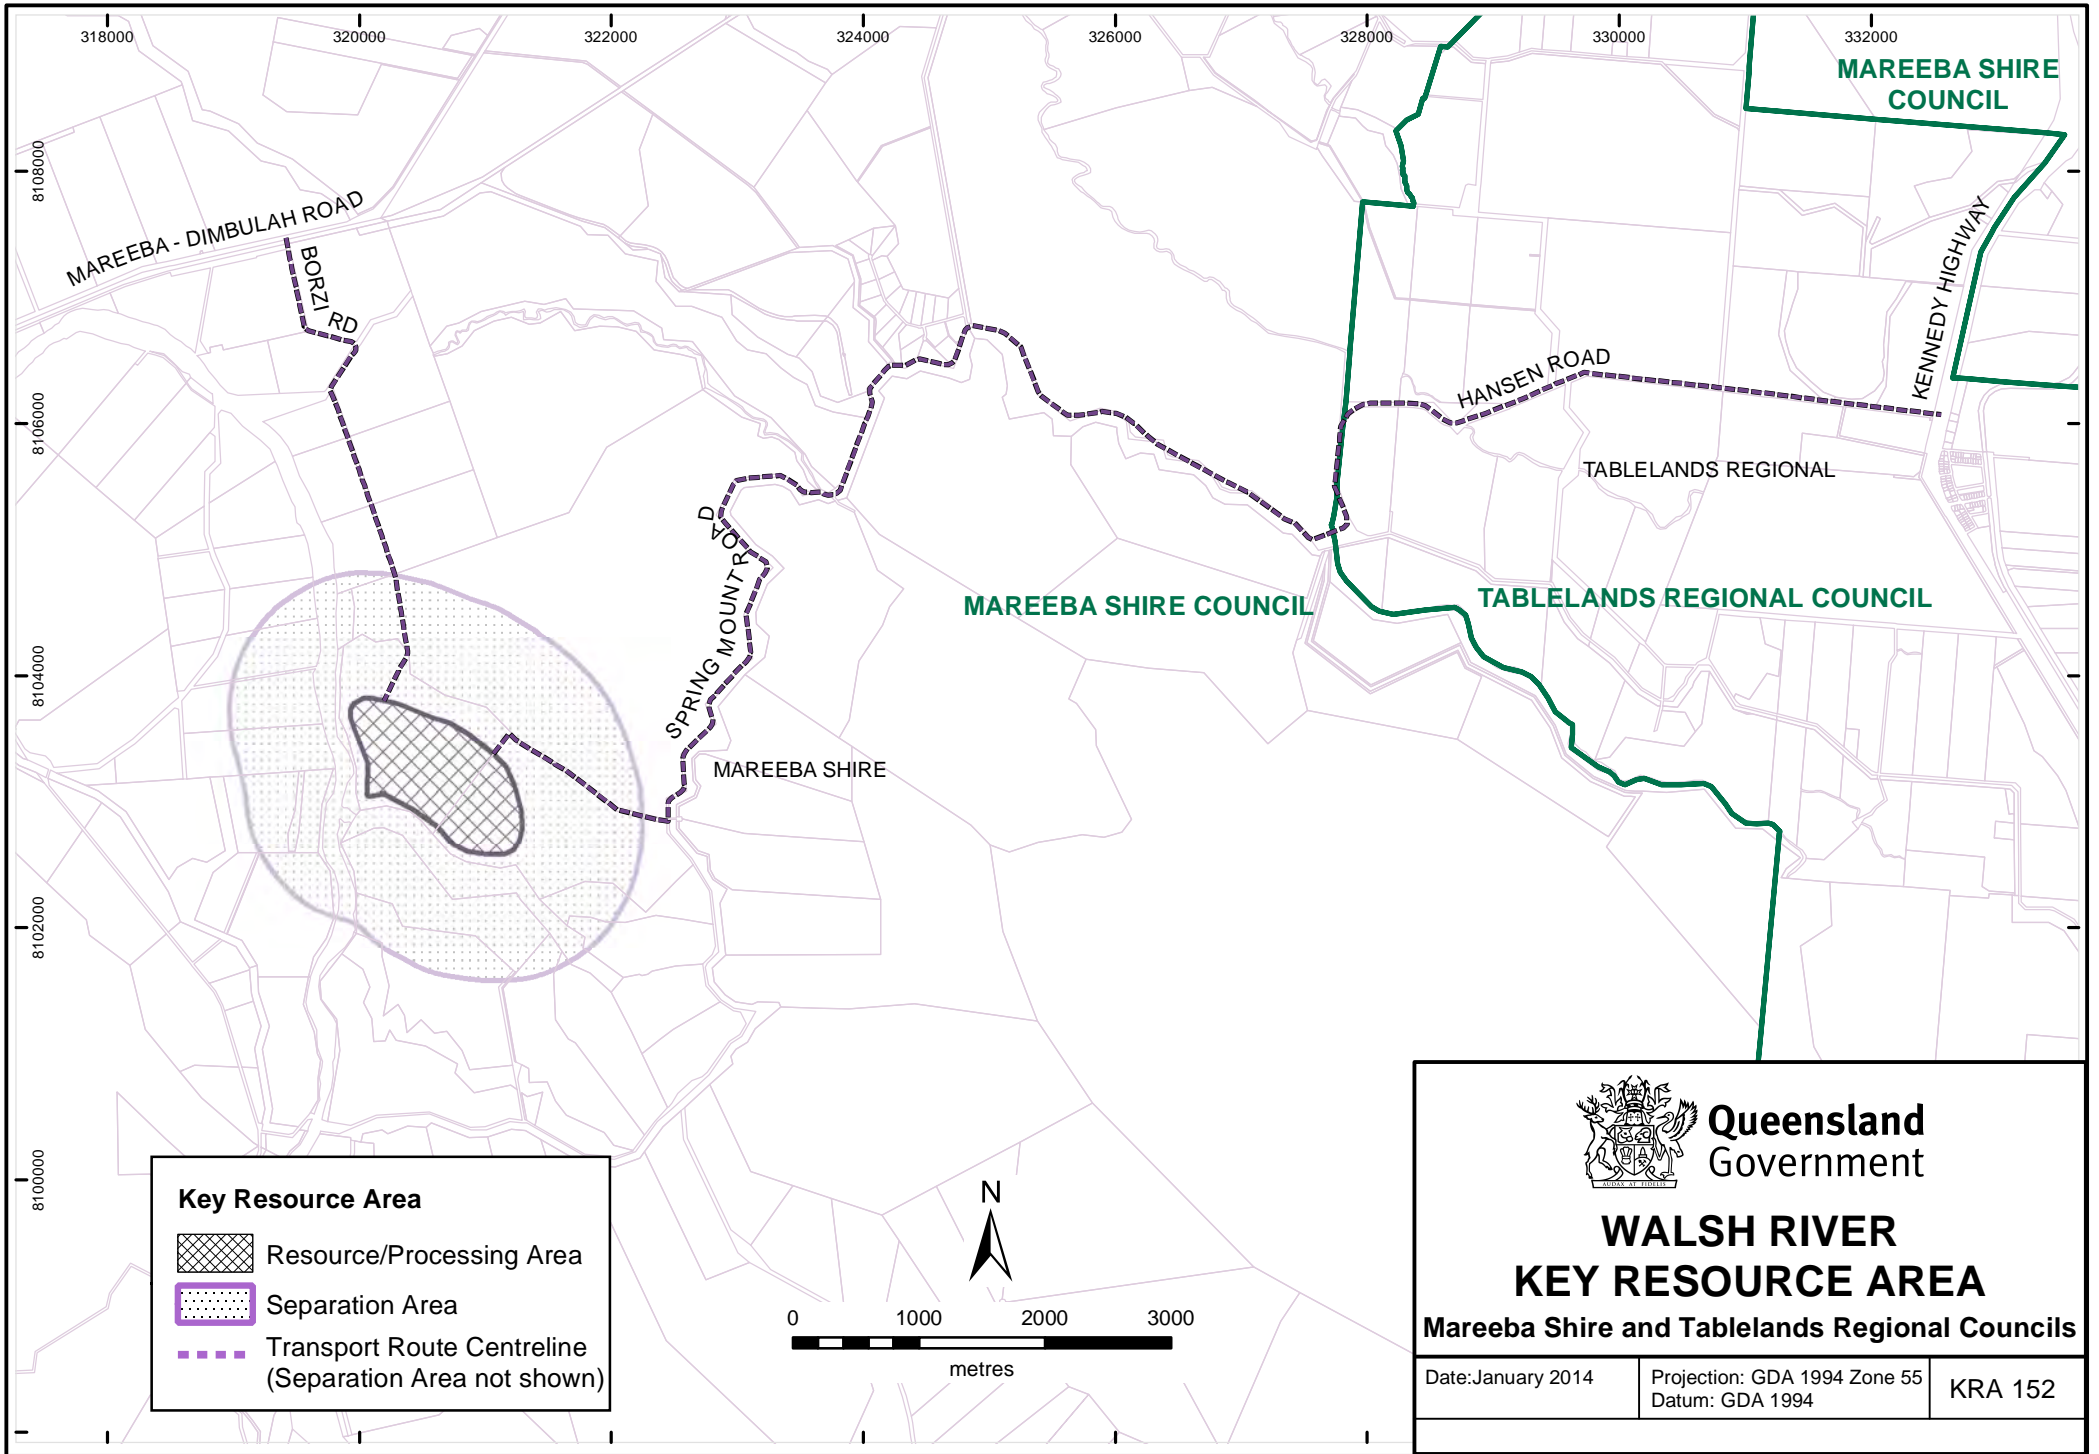 318000
320000
322000
324000
326000
328000
330000
332000
MAREEBA SHIRE
COUNCIL
8108000
MAREEBA - DIMBULAH ROAD
BORZI RD
KENNEDY HIGHWAY
HANSEN ROAD
8106000
TABLELANDS REGIONAL
SPRING MOUNT ROAD
MAREEBA SHIRE COUNCIL
TABLELANDS REGIONAL COUNCIL
8104000
MAREEBA SHIRE
8102000
8100000
Key Resource Area
Resource/Processing Area
Separation Area
Transport Route Centreline
(Separation Area not shown)
N
0 1000 2000 3000
metres
AUDAX AT FIDELIS
Queensland
Government
WALSH RIVER
KEY RESOURCE AREA
Mareeba Shire and Tablelands Regional Councils
Date:January 2014
Projection: GDA 1994 Zone 55
Datum: GDA 1994
KRA 152